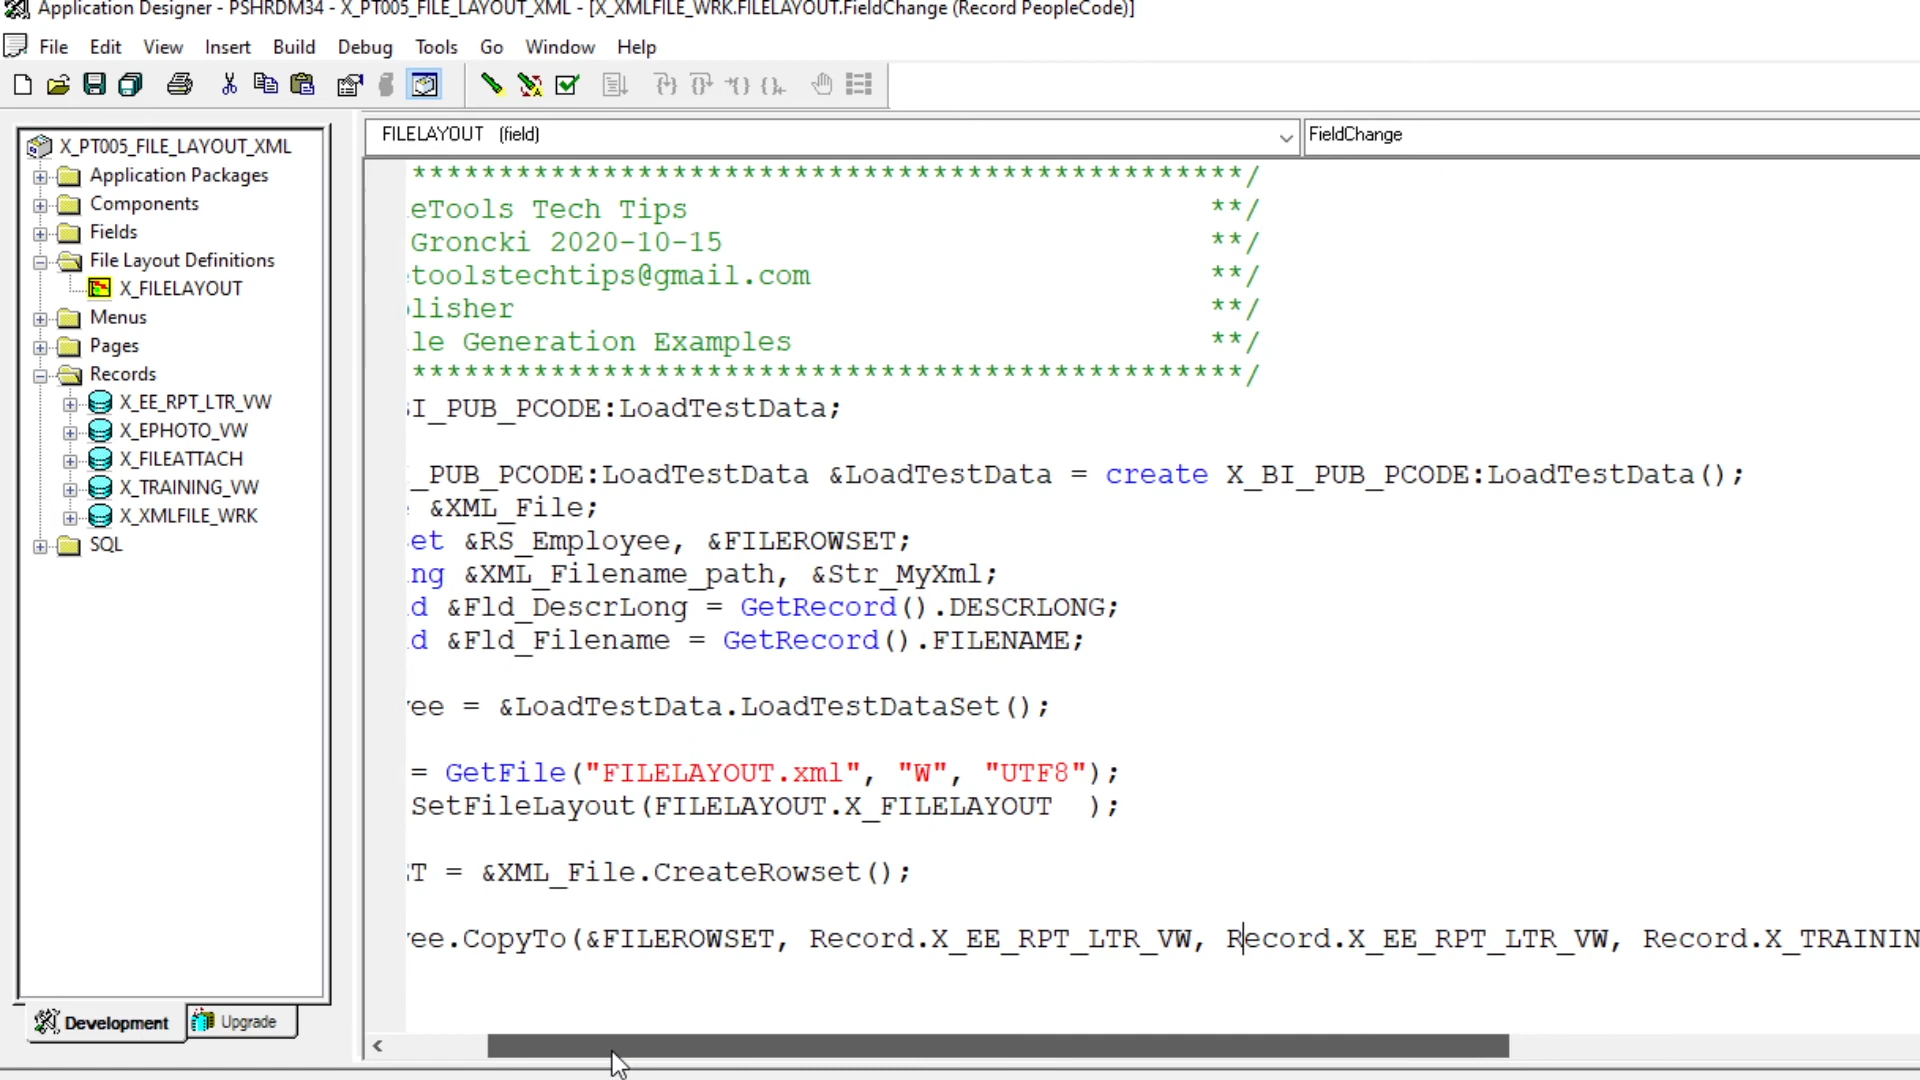 Application Designer - PSHRDM34 - X_PT005_FILE_LAYOUT_XML - [X_XMLFILE_WRK.FILELAYOUT.FieldChange (Record PeopleCode)]
File Edit View Insert Build Debug Tools Go Window Help
X_PT005_FILE_LAYOUT_XML
Application Packages
Components
Fields
File Layout Definitions
X_FILELAYOUT
Menus
Pages
Records
X_EE_RPT_LTR_VW
X_EPHOTO_VW
X_FILEATTACH
X_TRAINING_VW
X_XMLFILE_WRK
SQL
Development
Upgrade
FILELAYOUT (field)
FieldChange
************************************************/
eTools Tech Tips **/
Groncki 2020-10-15 **/
toolstechtips@gmail.com **/
lisher **/
le Generation Examples **/
************************************************/
I_PUB_PCODE:LoadTestData;
_PUB_PCODE:LoadTestData &LoadTestData = create X_BI_PUB_PCODE:LoadTestData();
&XML_File;
et &RS_Employee, &FILEROWSET;
ng &XML_Filename_path, &Str_MyXml;
d &Fld_DescrLong = GetRecord().DESCRLONG;
d &Fld_Filename = GetRecord().FILENAME;
ee = &LoadTestData.LoadTestDataSet();
= GetFile("FILELAYOUT.xml", "W", "UTF8");
SetFileLayout(FILELAYOUT.X_FILELAYOUT );
T = &XML_File.CreateRowset();
ee.CopyTo(&FILEROWSET, Record.X_EE_RPT_LTR_VW, Record.X_EE_RPT_LTR_VW, Record.X_TRAININ